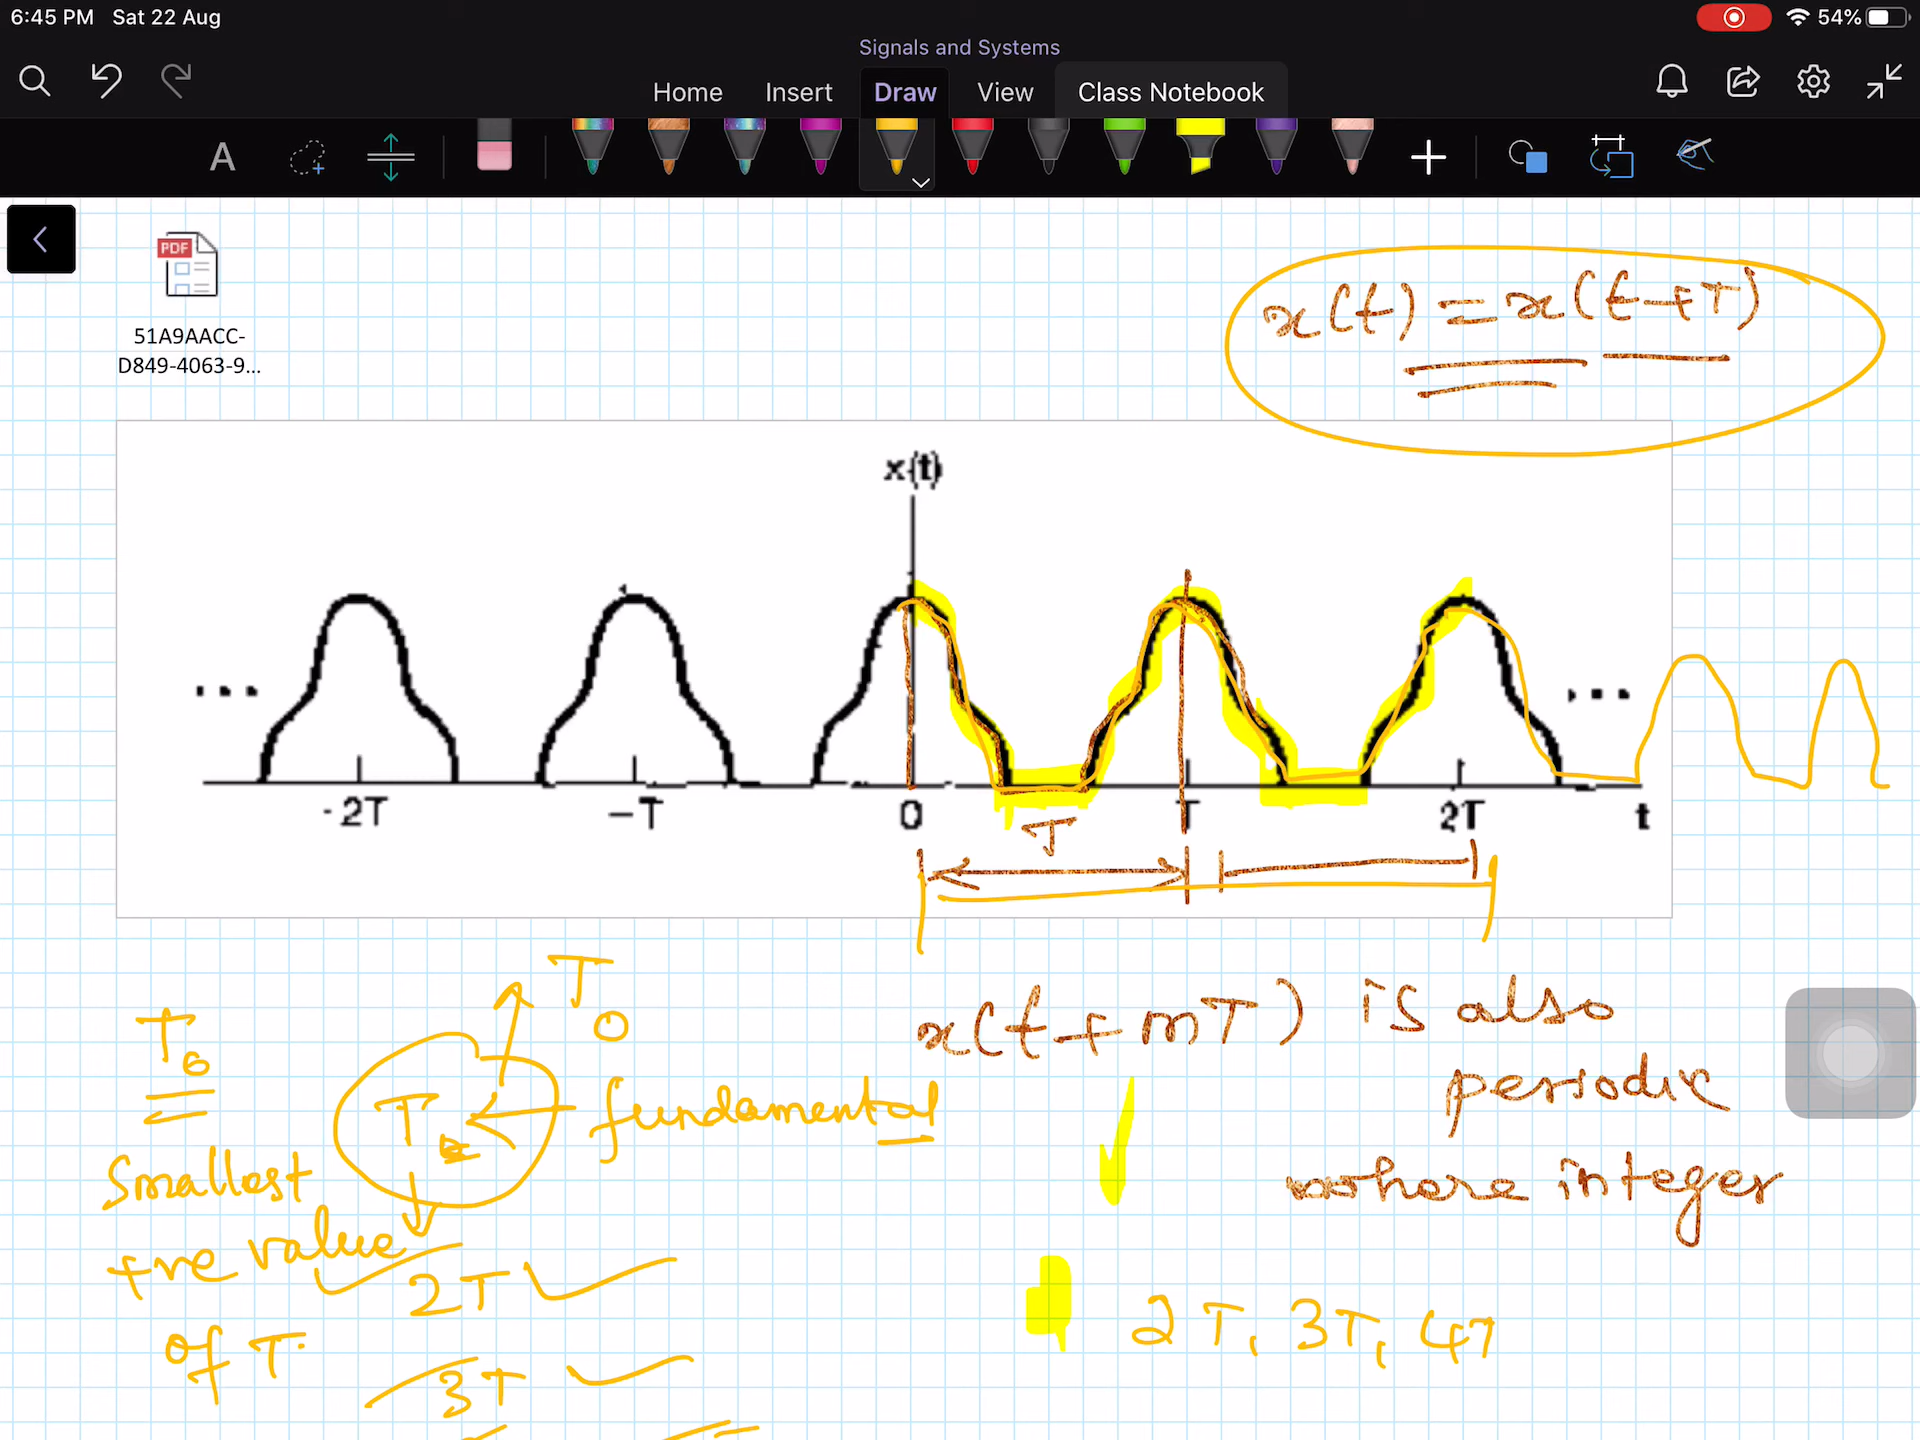 6:45 PM Sat 22 Aug
54%
Signals and Systems
Home Insert Draw View Class Notebook
A
PDF
51A9AACC-
D849-4063-9...
x(t) = x(t+T)
x(t)
...
...
-2T -T 0 T 2T t
T
T0
T0
T
fundamental
Smallest
+ve value
of T.
2T
3T
x(t+mT) is also
periodic
where integer
2T, 3T, 4T